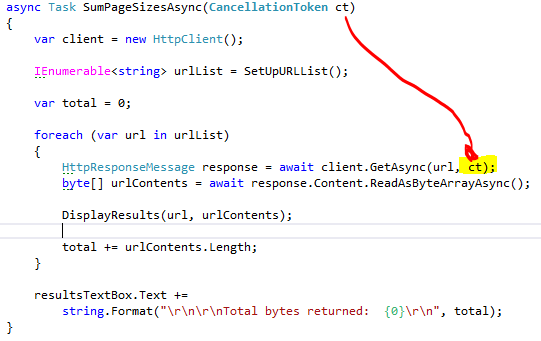 async Task SumPageSizesAsync(CancellationToken ct)
{
var client = new HttpClient();
IEnumerable<string> urlList = SetUpURLList();
var total = 0;
foreach (var url in urlList)
{
HttpResponseMessage response = await client.GetAsync(url, ct);
byte[] urlContents = await response.Content.ReadAsByteArrayAsync();
DisplayResults(url, urlContents);
total += urlContents.Length;
}
resultsTextBox.Text +=
string.Format("\r\n\r\nTotal bytes returned:  {0}\r\n", total);
}